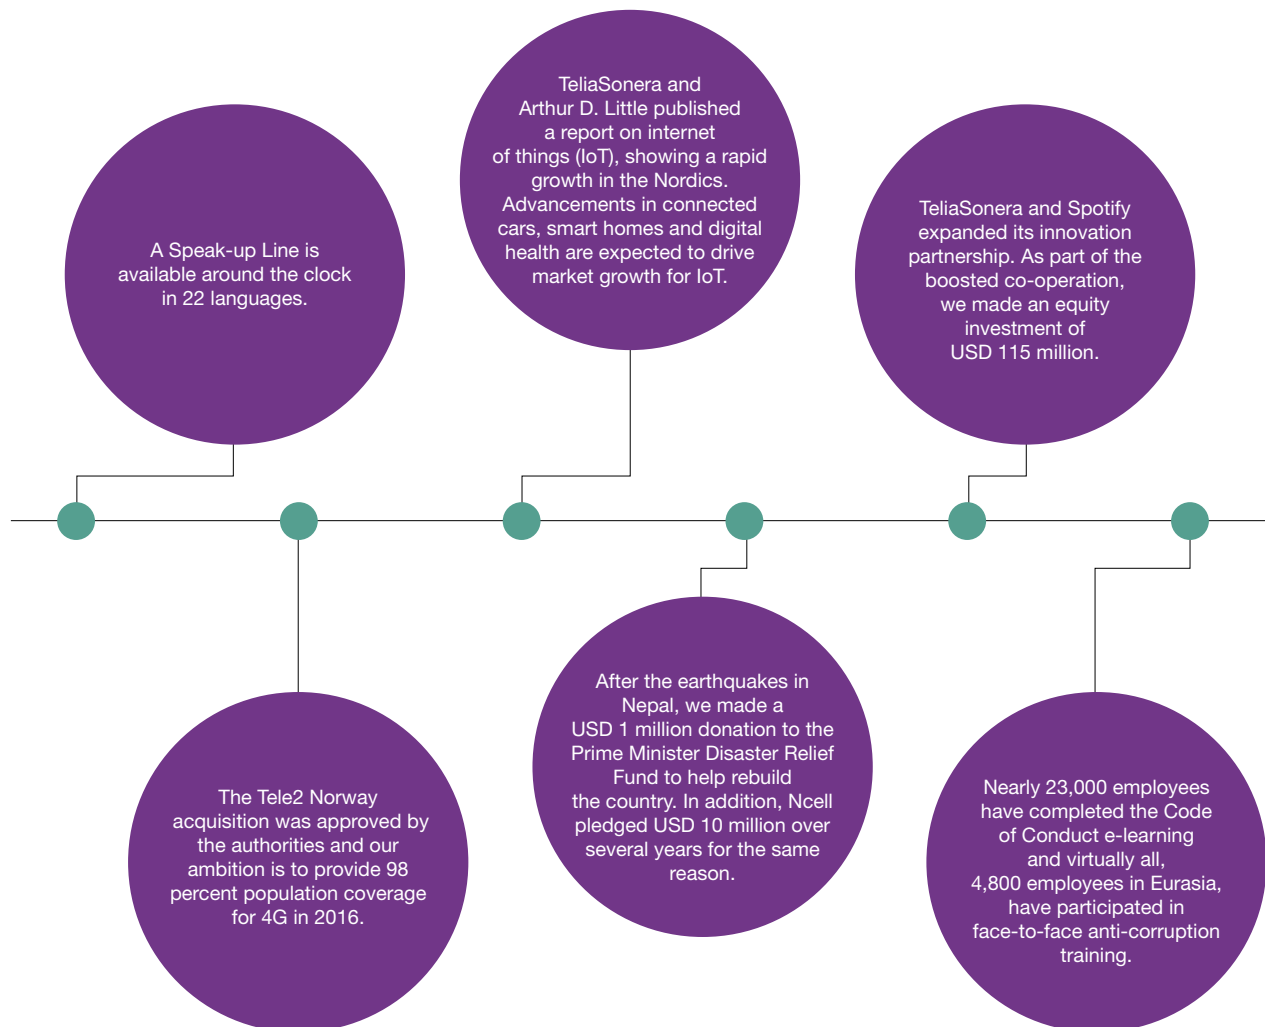 A Speak-up Line is
available around the clock
in 22 languages.
The Tele2 Norway
acquisition was approved by
the authorities and our
ambition is to provide 98
percent population coverage
for 4G in 2016.
TeliaSonera and
Arthur D. Little published
a report on internet
of things (IoT), showing a rapid
growth in the Nordics.
Advancements in connected
cars, smart homes and digital
health are expected to drive
market growth for IoT.
After the earthquakes in
Nepal, we made a
USD 1 million donation to the
Prime Minister Disaster Relief
Fund to help rebuild
the country. In addition, Ncell
pledged USD 10 million over
several years for the same
reason.
TeliaSonera and Spotify
expanded its innovation
partnership. As part of the
boosted co-operation,
we made an equity
investment of
USD 115 million.
Nearly 23,000 employees
have completed the Code
of Conduct e-learning
and virtually all,
4,800 employees in Eurasia,
have participated in
face-to-face anti-corruption
training.